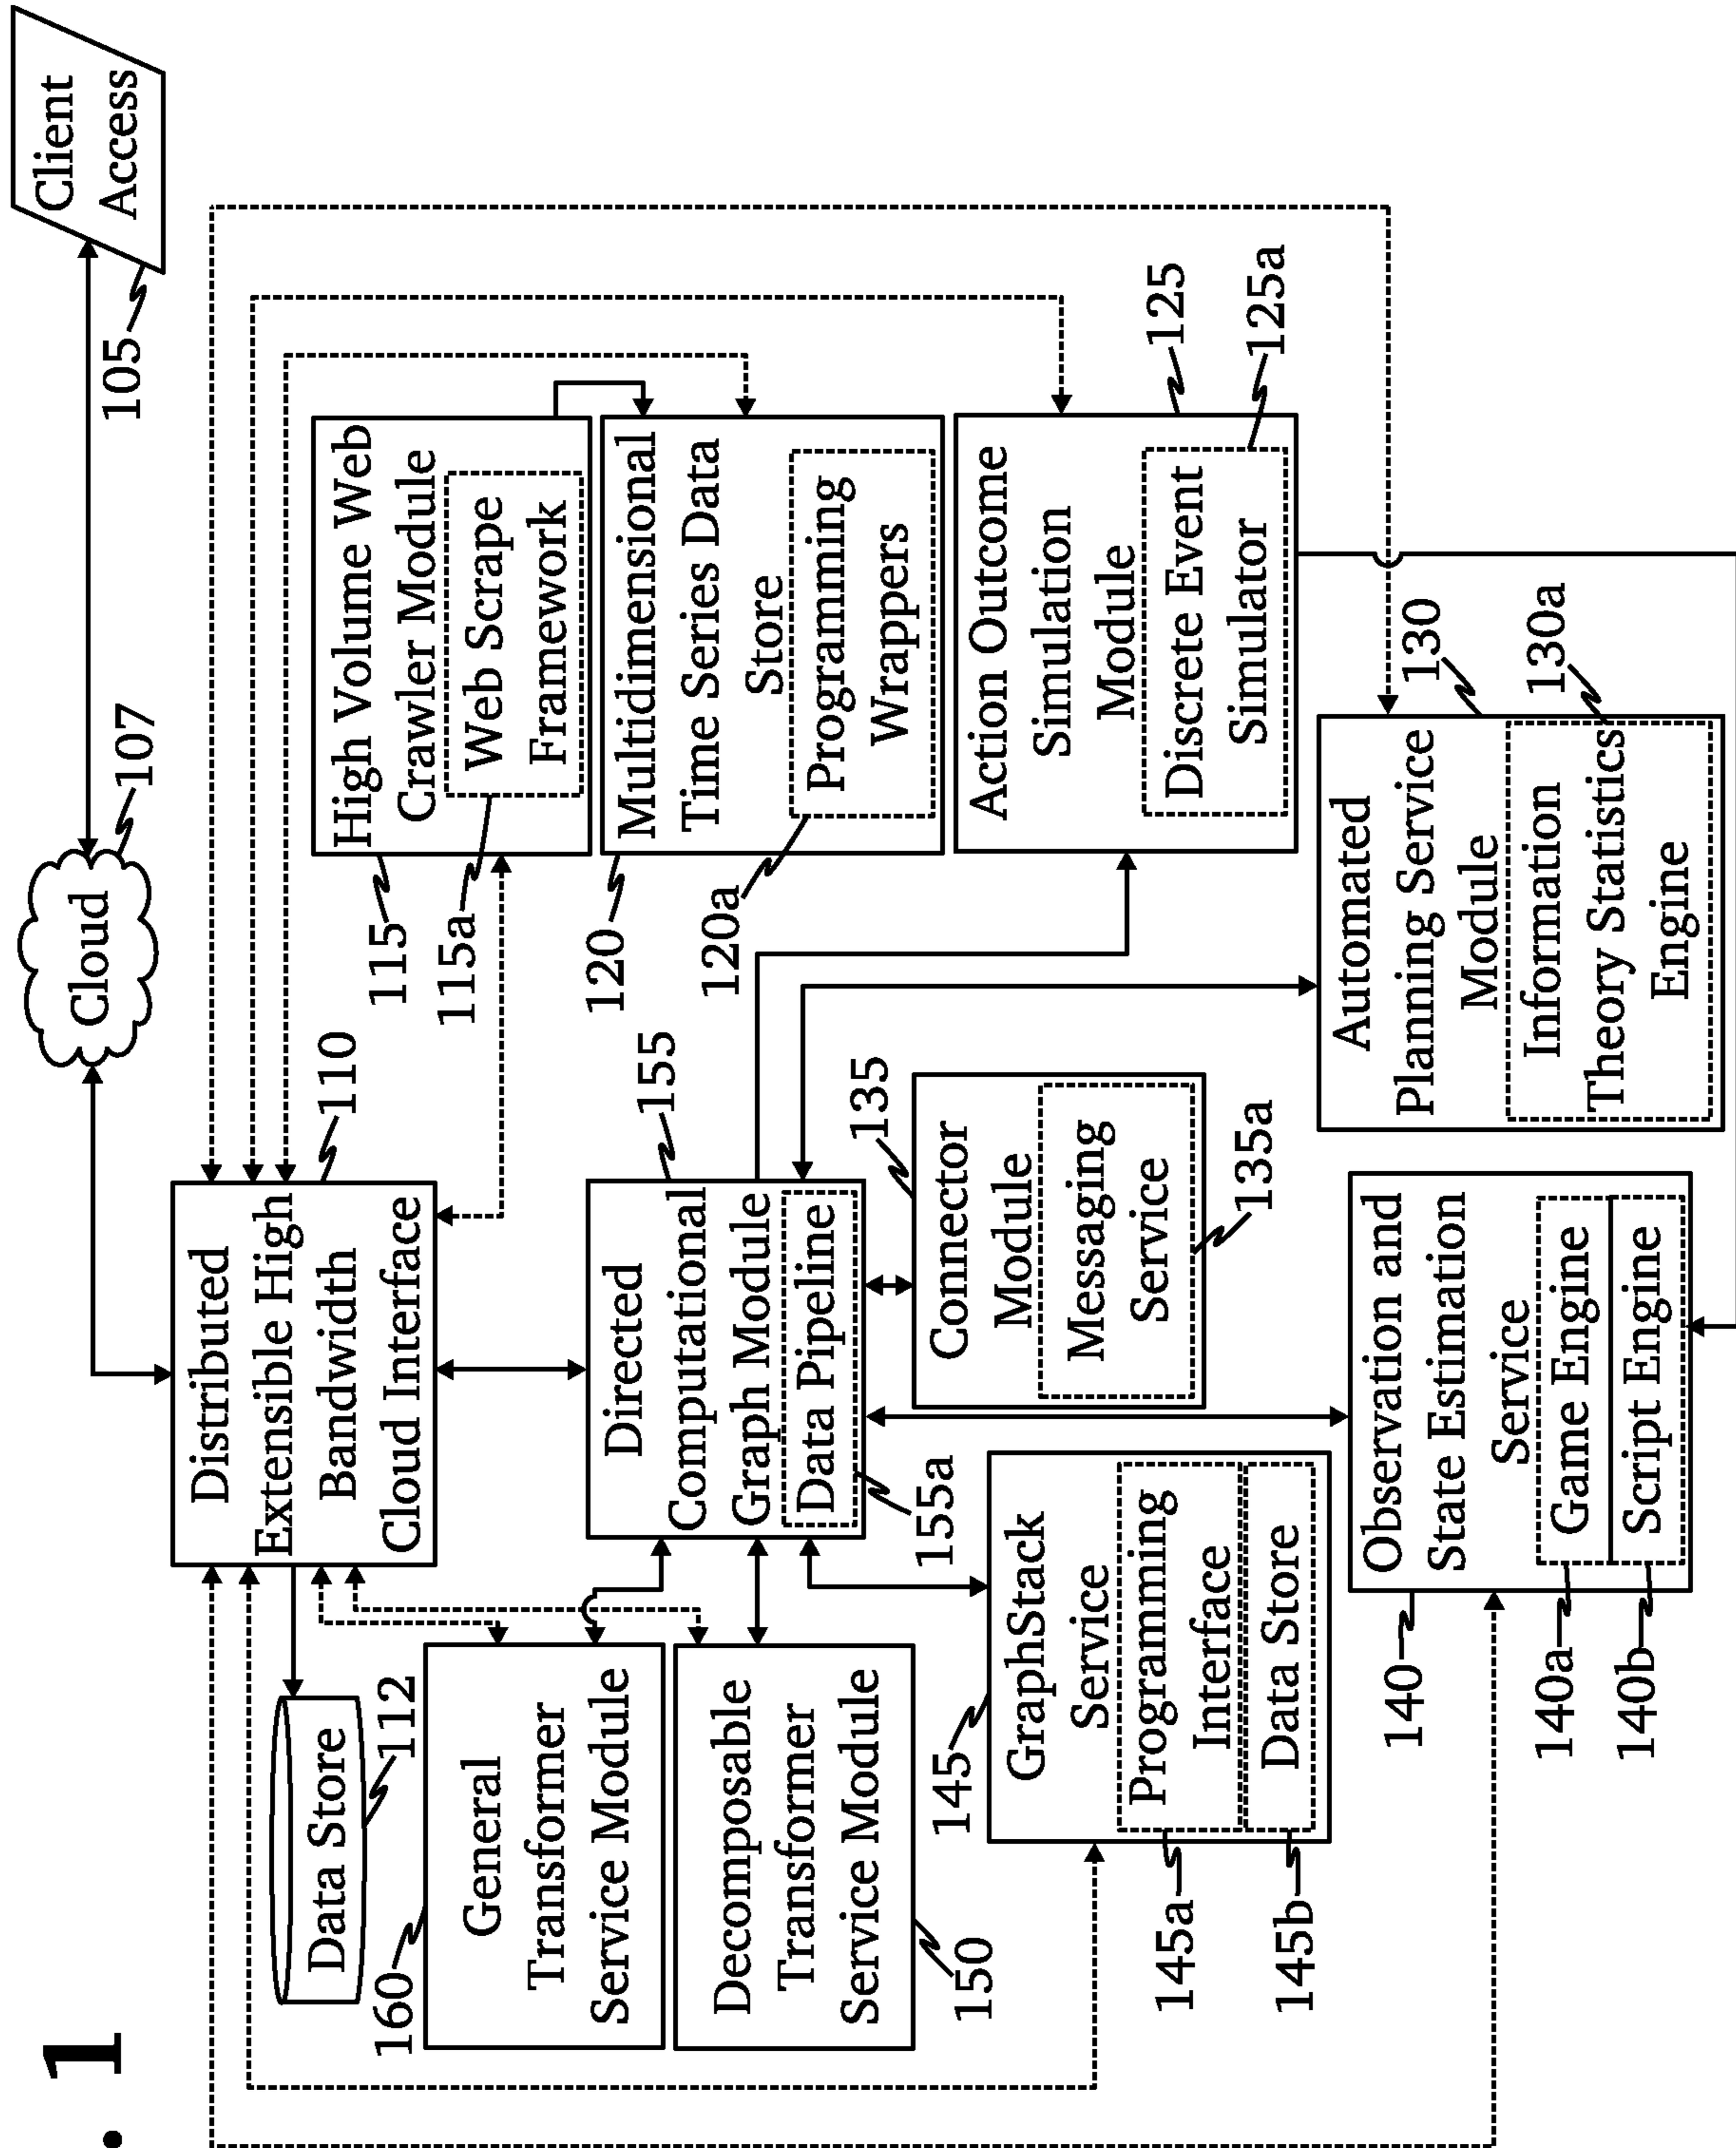 . 1
Client
Access
105
Cloud
107
Distributed
Extensible High
Bandwidth
Cloud Interface
110
Data Store
112
High Volume Web
Crawler Module
Web Scrape
Framework
115
115a
Multidimensional
Time Series Data
Store
Programming
Wrappers
120
120a
Action Outcome
Simulation
Module
Discrete Event
Simulator
125
125a
Automated
Planning Service
Module
Information
Theory Statistics
Engine
130
130a
Directed
Computational
Graph Module
Data Pipeline
155
155a
Connector
Module
Messaging
Service
135
135a
General
Transformer
Service Module
160
Decomposable
Transformer
Service Module
150
GraphStack
Service
Programming
Interface
Data Store
145
145a
145b
Observation and
State Estimation
Service
Game Engine
Script Engine
140
140a
140b